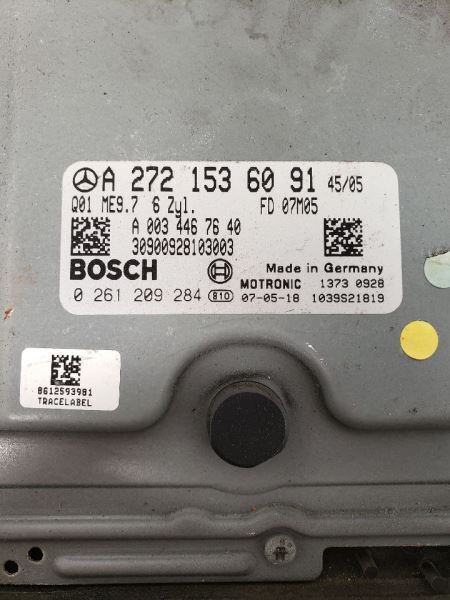 A 272 153 60 91 45/05
Q01 ME9.7 6 Zyl. FD 07M05
A 003 446 76 40
30900928103003
BOSCH Made in Germany
MOTRONIC 1373 0928
0 261 209 284 810 07-05-18 1039S21819
8612593981
TRACELABEL